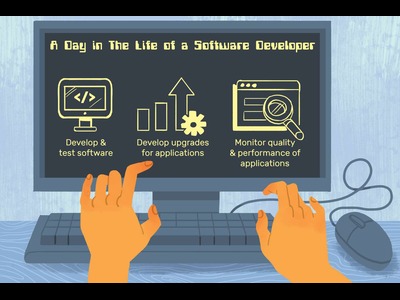 A Day in The Life of a Software Developer
</>
Develop &
test software
Develop upgrades
for applications
Monitor quality
& performance of
applications